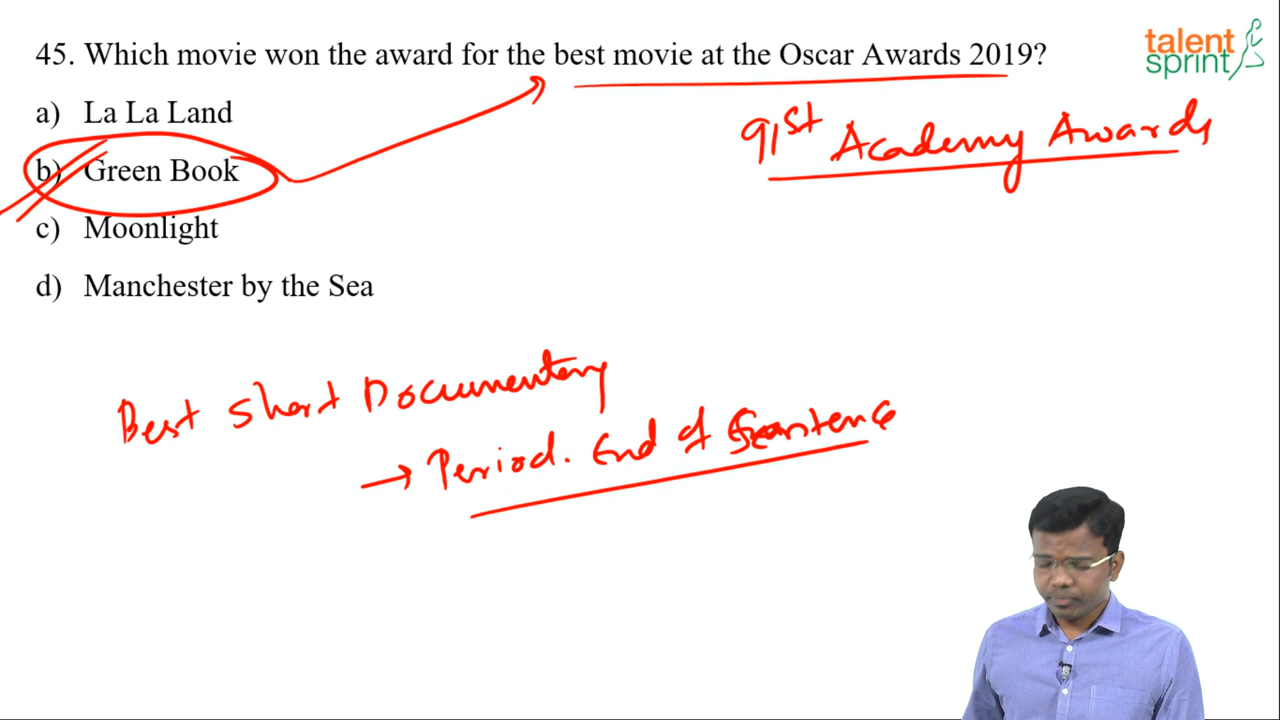 45. Which movie won the award for the best movie at the Oscar Awards 2019?
talent
sprint
91st Academy Awards
a) La La Land
b) Green Book
c) Moonlight
d) Manchester by the Sea
Best Short Documentary
→ Period. End of Sentence